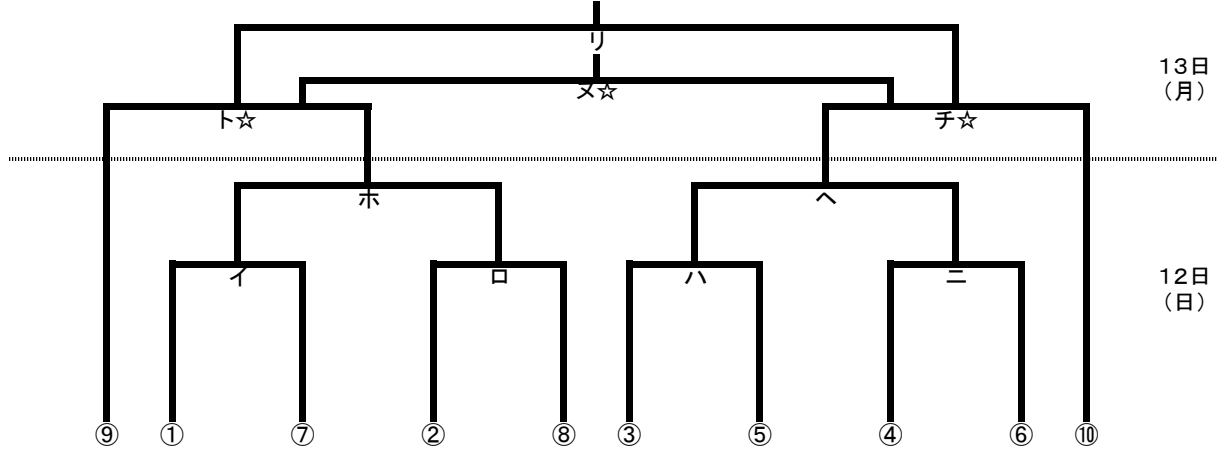 リ
13日
（月）
ヌ☆
ト☆
チ☆
ホ
ヘ
イ
ロ
ハ
ニ
12日
（日）
⑨ ① ⑦ ② ⑧ ③ ⑤ ④ ⑥ ⑩